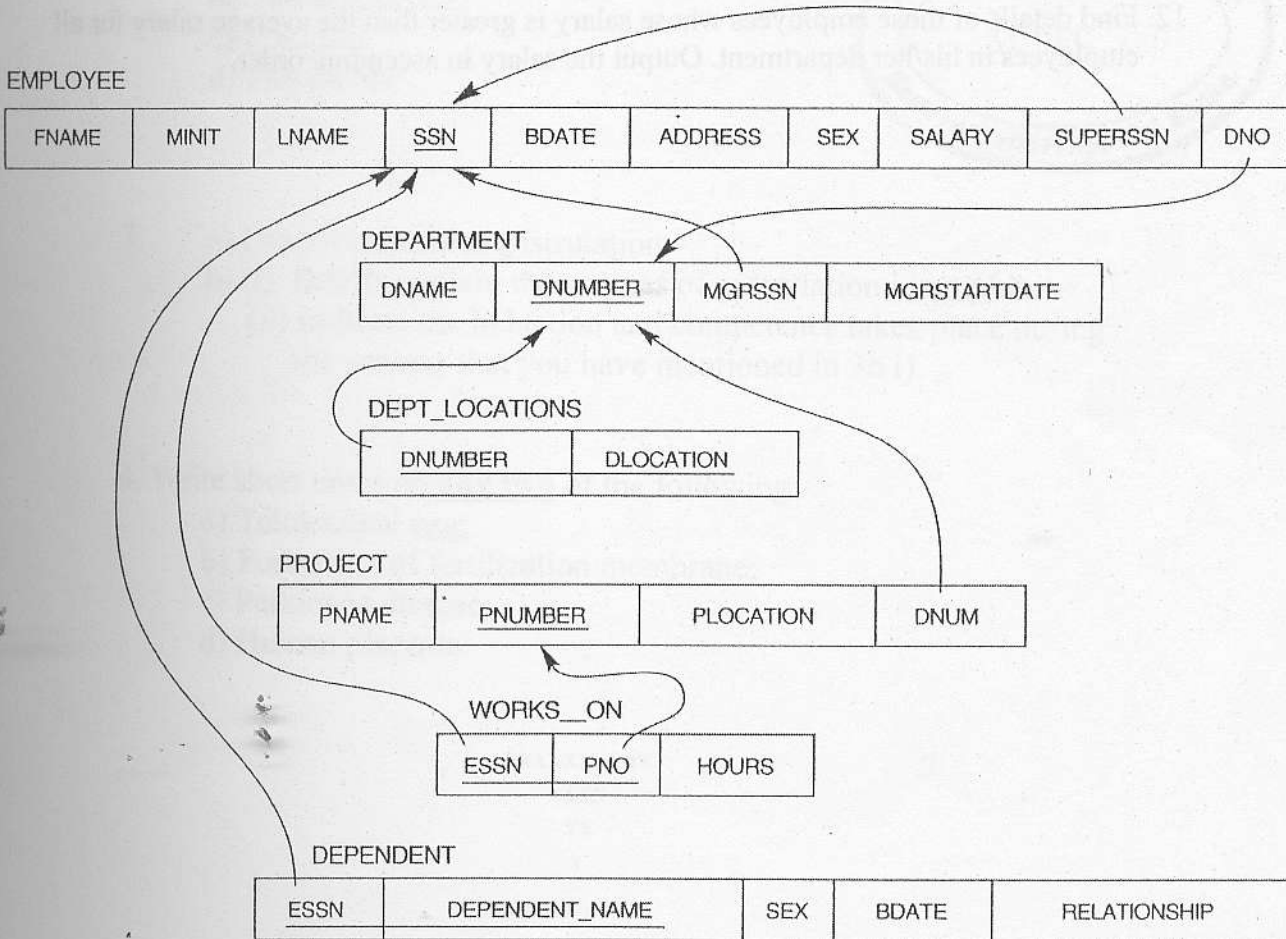 EMPLOYEE
FNAME MINIT LNAME SSN BDATE ADDRESS SEX SALARY SUPERSSN DNO
DEPARTMENT
DNAME DNUMBER MGRSSN MGRSTARTDATE
DEPT_LOCATIONS
DNUMBER DLOCATION
PROJECT
PNAME PNUMBER PLOCATION DNUM
WORKS__ON
ESSN PNO HOURS
DEPENDENT
ESSN DEPENDENT_NAME SEX BDATE RELATIONSHIP